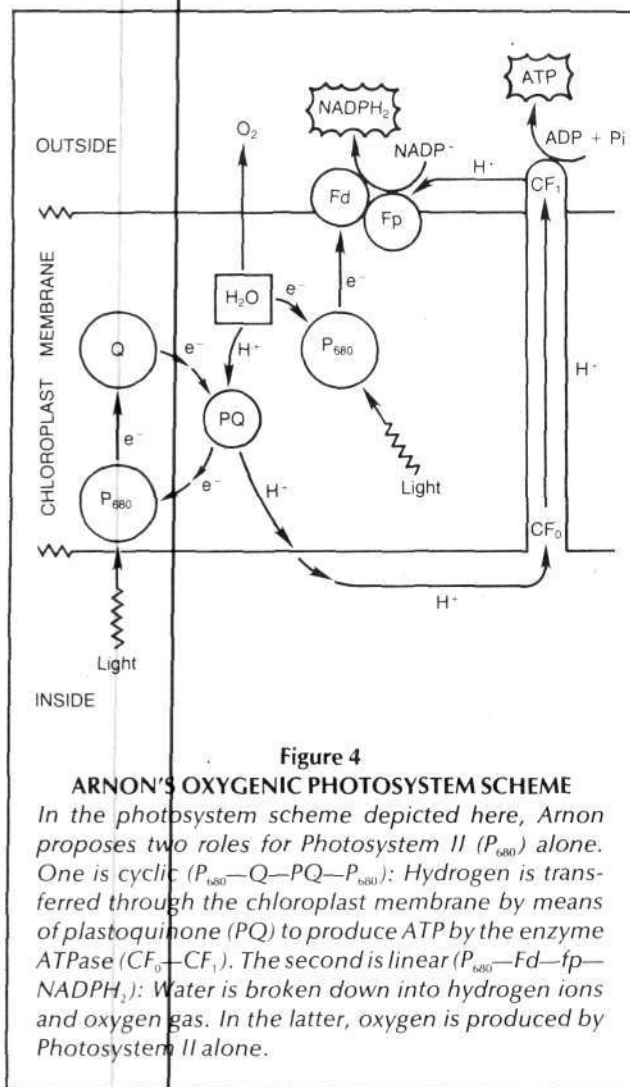 ATP
NADPH₂
O₂
OUTSIDE
ADP + Pi
NADP-
H⁺
CF₁
Fd
Fp
CHLOROPLAST MEMBRANE
H₂O
e⁻
e⁻
Q
e⁻
P₆₈₀
H⁺
H-
PQ
e⁻
Light
P₆₈₀
e⁻
H-
CF₀
H⁺
Light
INSIDE
Figure 4
ARNON'S OXYGENIC PHOTOSYSTEM SCHEME
In the photosystem scheme depicted here, Arnon
proposes two roles for Photosystem II (P₆₈₀) alone.
One is cyclic (P₆₈₀—Q—PQ—P₆₈₀): Hydrogen is trans-
ferred through the chloroplast membrane by means
of plastoquinone (PQ) to produce ATP by the enzyme
ATPase (CF₀—CF₁). The second is linear (P₆₈₀—Fd—fp—
NADPH₂): Water is broken down into hydrogen ions
and oxygen gas. In the latter, oxygen is produced by
Photosystem II alone.